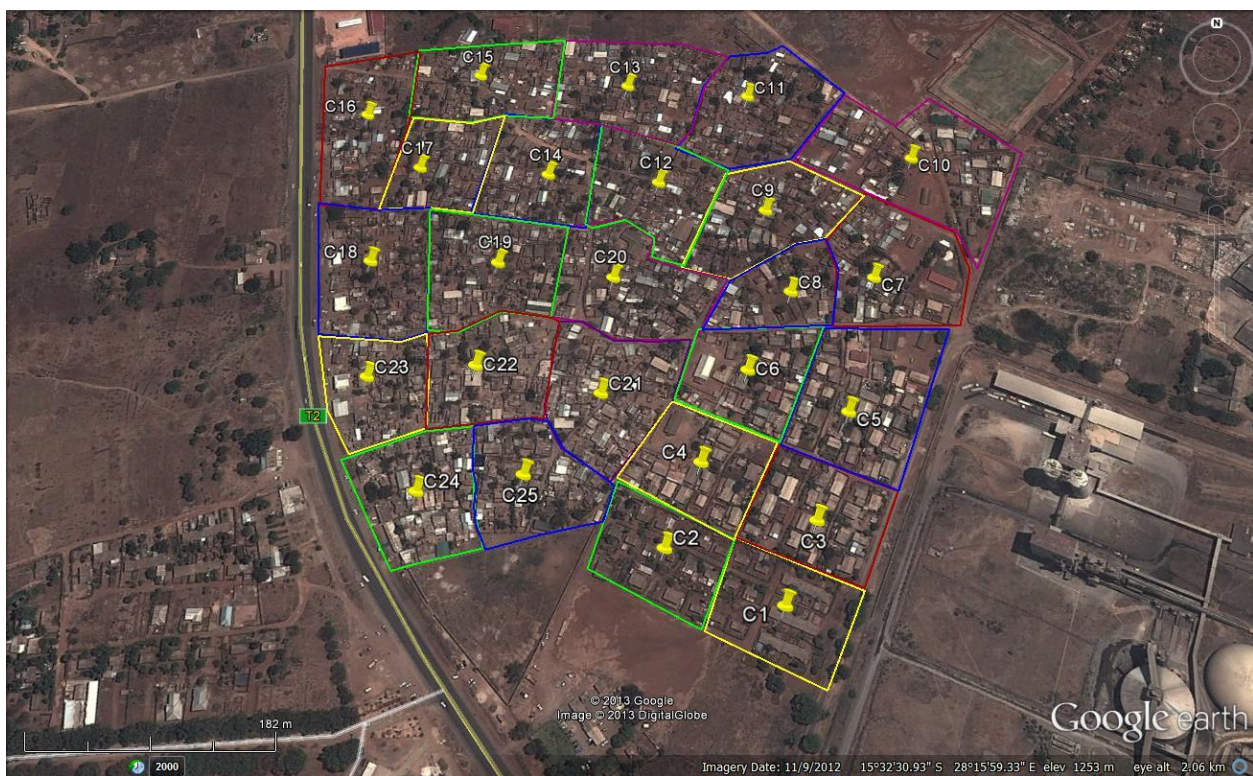 N
C15
C13
C11
C16
C10
C17
C14
C12
C9
C18
C19
C20
C8
C7
C23
C22
C21
C6
C5
T2
C4
C24
C25
C3
C2
C1
© 2013 Google
Image © 2013 DigitalGlobe
182 m
Google earth
2000
Imagery Date: 11/9/2012 15°32'30.93" S 28°15'59.33" E elev 1253 m eye alt 2.06 km